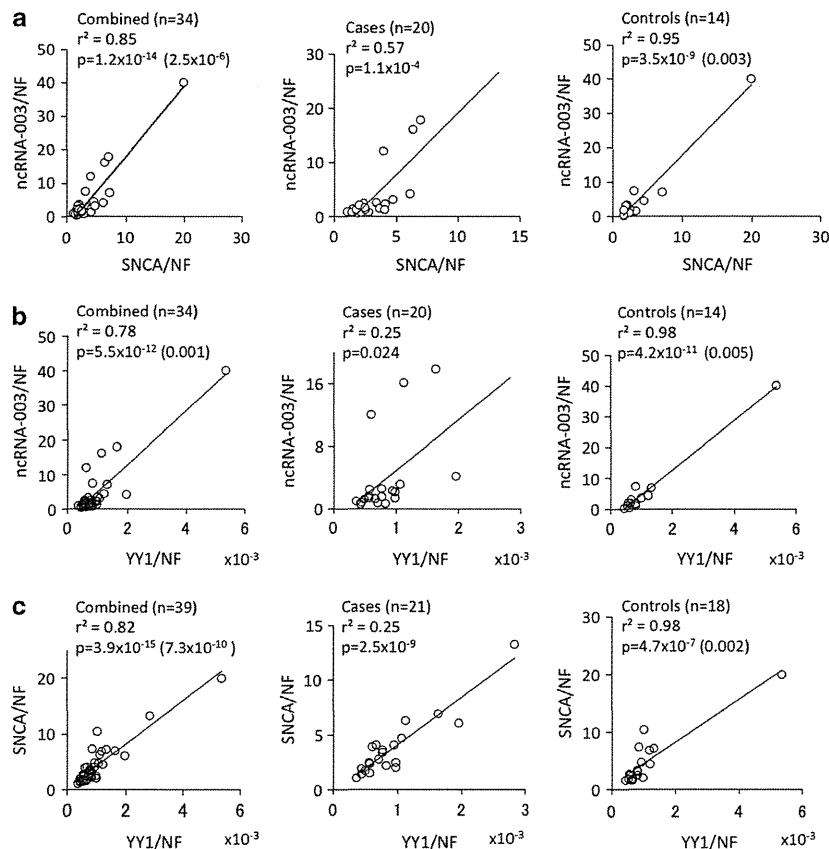 a
Combined (n=34)
r² = 0.85
p=1.2x10⁻¹⁴ (2.5x10⁻⁶)
ncRNA-003/NF
50
40
30
20
10
0
0 10 20 30
SNCA/NF
Cases (n=20)
r² = 0.57
p=1.1x10⁻⁴
ncRNA-003/NF
30
20
10
0
0 5 10 15
SNCA/NF
Controls (n=14)
r² = 0.95
p=3.5x10⁻⁹ (0.003)
ncRNA-003/NF
50
40
30
20
10
0
0 10 20 30
SNCA/NF
b
Combined (n=34)
r² = 0.78
p=5.5x10⁻¹² (0.001)
ncRNA-003/NF
50
40
30
20
10
0
0 2 4 6
YY1/NF x10⁻³
Cases (n=20)
r² = 0.25
p=0.024
ncRNA-003/NF
16
8
0
0 1 2 3
YY1/NF x10⁻³
Controls (n=14)
r² = 0.98
p=4.2x10⁻¹¹ (0.005)
ncRNA-003/NF
50
40
30
20
10
0
0 2 4 6
YY1/NF x10⁻³
c
Combined (n=39)
r² = 0.82
p=3.9x10⁻¹⁵ (7.3x10⁻¹⁰ )
SNCA/NF
20
10
0
0 2 4 6
YY1/NF x10⁻³
Cases (n=21)
r² = 0.25
p=2.5x10⁻⁹
SNCA/NF
15
10
5
0
0 1 2 3
YY1/NF x10⁻³
Controls (n=18)
r² = 0.98
p=4.7x10⁻⁷ (0.002)
SNCA/NF
30
20
10
0
0 2 4 6
YY1/NF x10⁻³